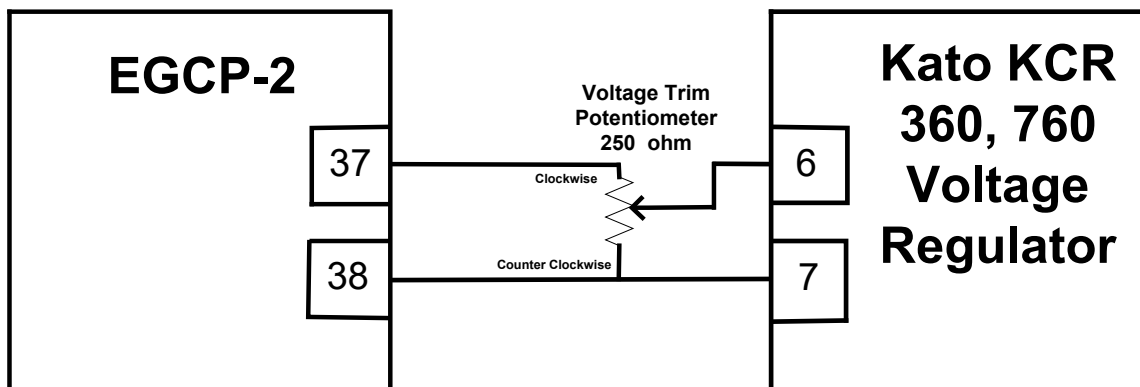 EGCP-2
37
38
Voltage Trim
Potentiometer
250 ohm
Clockwise
Counter Clockwise
Kato KCR
360, 760
Voltage
Regulator
6
7